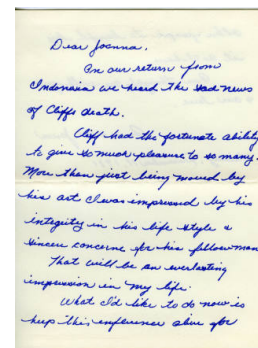 Dear Joanna,
On our return from
Indonasia we heard the sad news
of Cliffs death.
Cliff had the fortunate ability
to give so much pleasure to so many.
More than just being moved by
his art I was impressed by his
integrity in his life style &
sincere concerns for his fellow man
That will be an everlasting
impression in my life.
What I'd like to do now is
keep this influence alive for